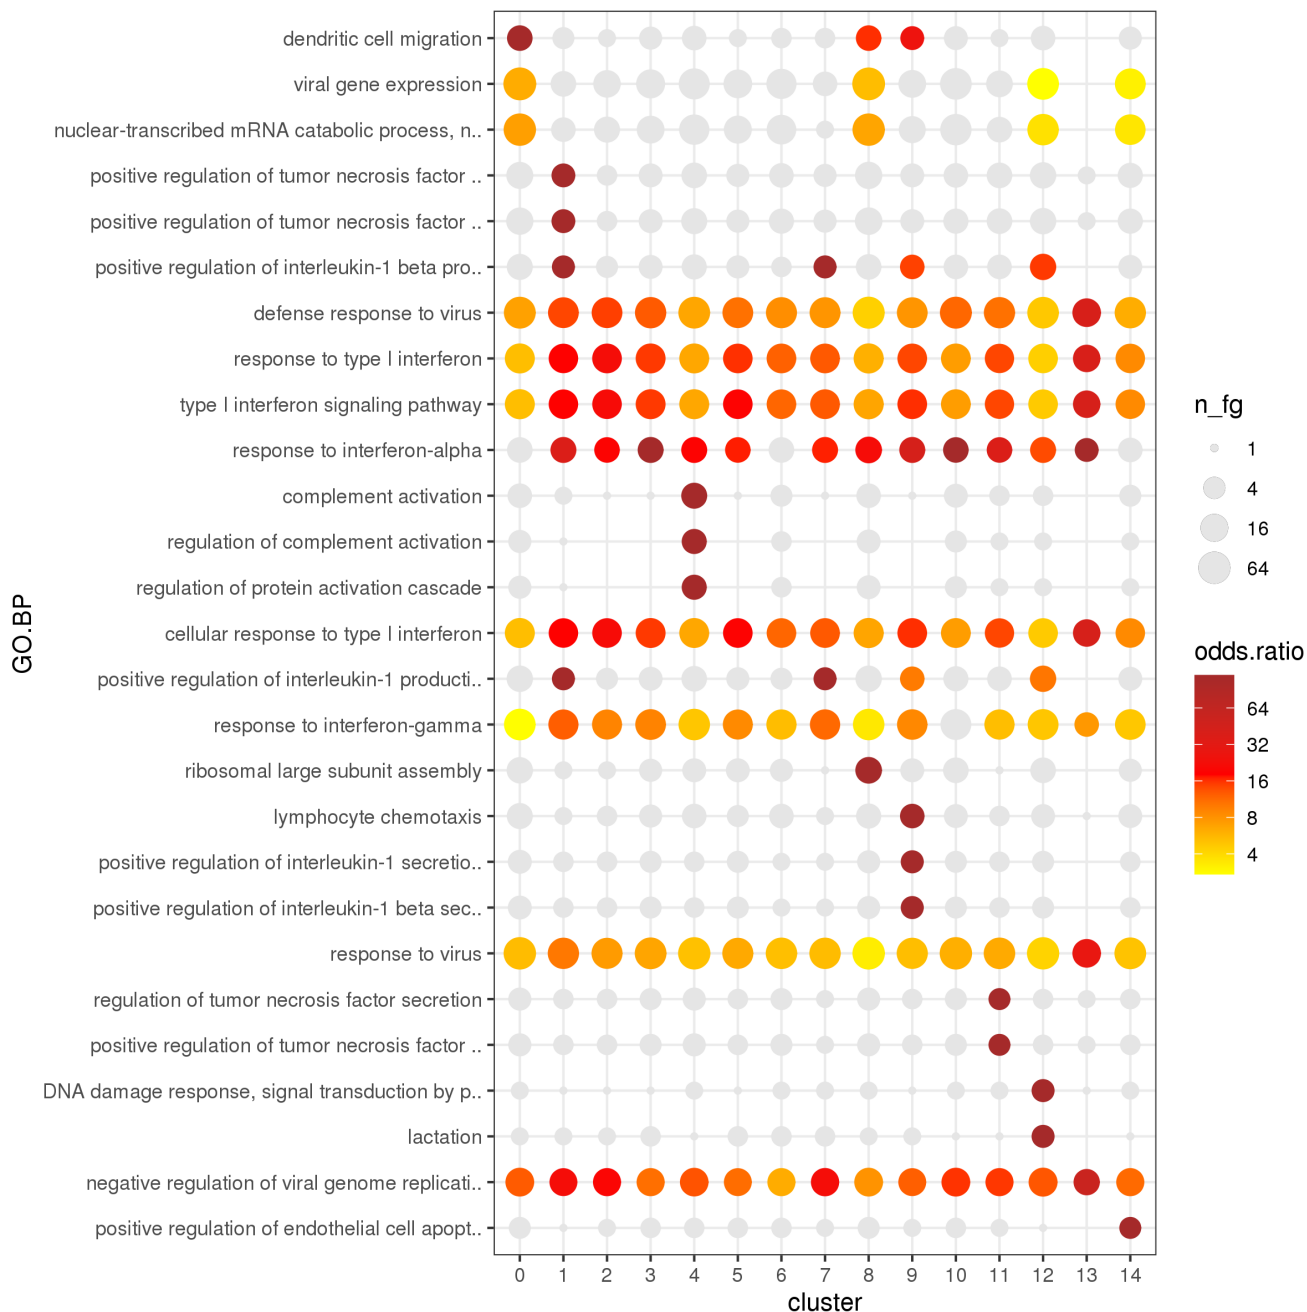 dendritic cell migration
viral gene expression
nuclear-transcribed mRNA catabolic process, n..
positive regulation of tumor necrosis factor ..
positive regulation of tumor necrosis factor ..
positive regulation of interleukin-1 beta pro..
defense response to virus
response to type I interferon
type I interferon signaling pathway
response to interferon-alpha
complement activation
regulation of complement activation
regulation of protein activation cascade
cellular response to type I interferon
positive regulation of interleukin-1 producti..
response to interferon-gamma
ribosomal large subunit assembly
lymphocyte chemotaxis
positive regulation of interleukin-1 secretio..
positive regulation of interleukin-1 beta sec..
response to virus
regulation of tumor necrosis factor secretion
positive regulation of tumor necrosis factor ..
DNA damage response, signal transduction by p..
lactation
negative regulation of viral genome replicati..
positive regulation of endothelial cell apopt..
GO.BP
0 1 2 3 4 5 6 7 8 9 10 11 12 13 14
cluster
n_fg
1
4
16
64
odds.ratio
64
32
16
8
4